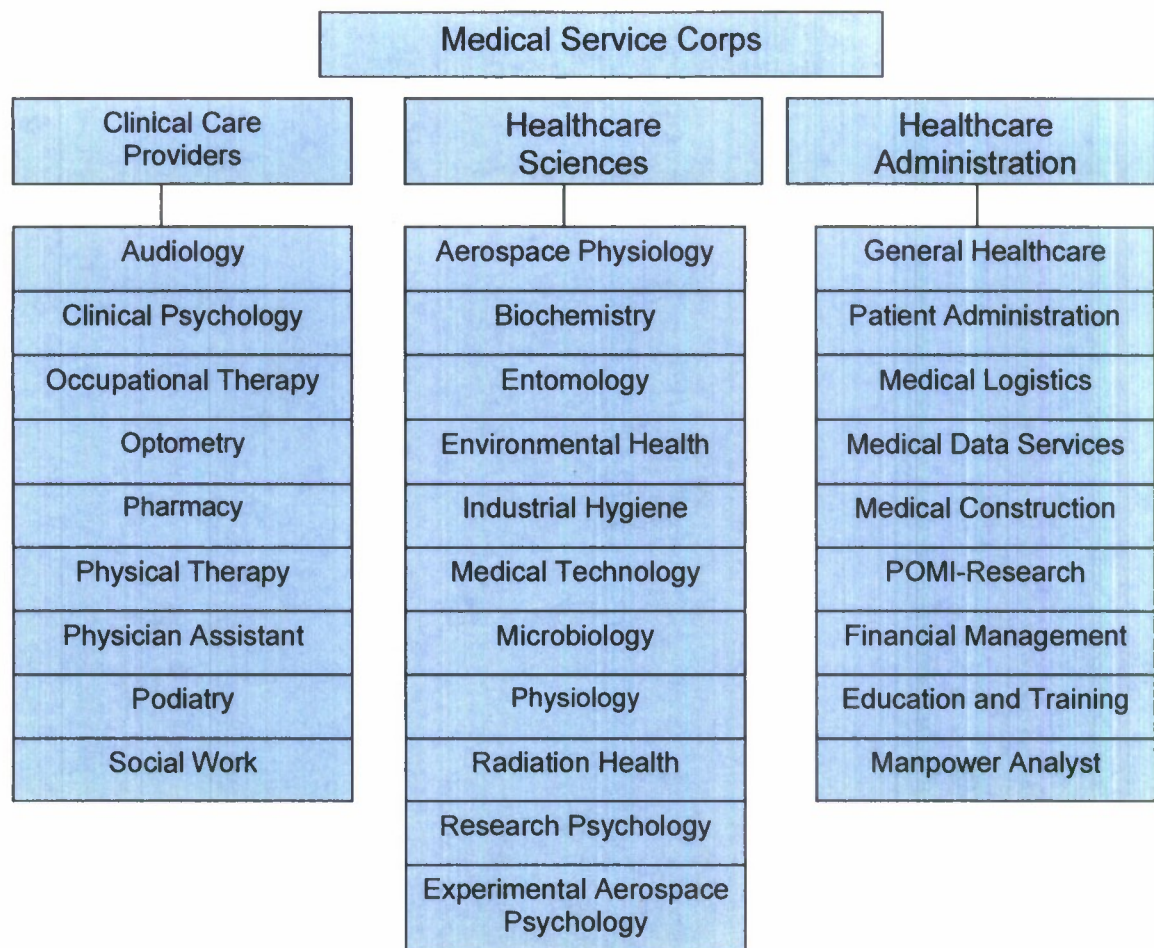 Medical Service Corps
Clinical Care
Providers
Audiology
Clinical Psychology
Occupational Therapy
Optometry
Pharmacy
Physical Therapy
Physician Assistant
Podiatry
Social Work
Healthcare
Sciences
Aerospace Physiology
Biochemistry
Entomology
Environmental Health
Industrial Hygiene
Medical Technology
Microbiology
Physiology
Radiation Health
Research Psychology
Experimental Aerospace
Psychology
Healthcare
Administration
General Healthcare
Patient Administration
Medical Logistics
Medical Data Services
Medical Construction
POMI-Research
Financial Management
Education and Training
Manpower Analyst